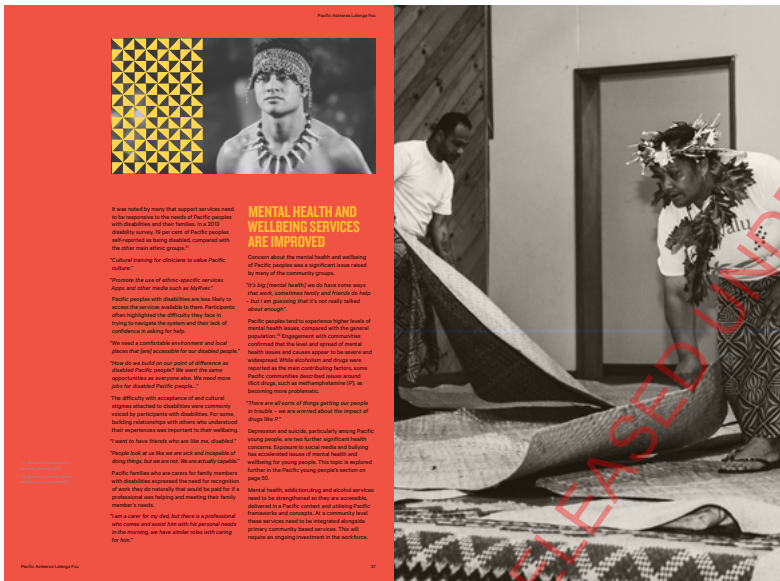 Pacific Aotearoa Lalanga Fou
It was noted by many that support services need
to be responsive to the needs of Pacific peoples
with disabilities and their families. In a 2013
disability survey, 19 per cent of Pacific peoples
self-reported as being disabled, compared with
the other main ethnic groups.
"Cultural training for clinicians to value Pacific
culture."
"Promote the use of ethnic-specific services
Apps and other media such as MyRivr."
Pacific peoples with disabilities are less likely to
access the services available to them. Participants
often highlighted the difficulty they face in
trying to navigate the system and their lack of
confidence in asking for help.
"We need a comfortable environment and local
places that [are] accessible for our disabled people."
"How do we build on our point of difference as
disabled Pacific people? We want the same
opportunities as everyone else. We need more
jobs for disabled Pacific people..."
The difficulty with acceptance of and cultural
stigmas attached to disabilities were commonly
voiced by participants with disabilities. For some,
building relationships with others who understood
their experiences was important to their wellbeing.
"I want to have friends who are like me, disabled."
"People look at us like we are sick and incapable of
doing things, but we are not. We are actually capable."
Pacific families who are carers for family members
with disabilities expressed the need for recognition
of work they do naturally that would be paid for if a
professional was helping and meeting their family
member's needs.
"I am a carer for my dad, but there is a professional
who comes and assist him with his personal needs
in the morning, we have similar roles with caring
for him."
MENTAL HEALTH AND
WELLBEING SERVICES
ARE IMPROVED
Concern about the mental health and wellbeing
of Pacific peoples was a significant issue raised
by many of the community groups.
"It's big [mental health] we do have some ways
that work, sometimes family and friends do help
– but I am guessing that it's not really talked
about enough".
Pacific peoples tend to experience higher levels of
mental health issues, compared with the general
population. Engagement with communities
confirmed that the level and spread of mental
health issues and causes appear to be severe and
widespread. While alcoholism and drugs were
reported as the main contributing factors, some
Pacific communities described issues around
illicit drugs, such as methamphetamine (P), as
becoming more problematic.
"There are all sorts of things getting our people
in trouble – we are worried about the impact of
drugs like P."
Depression and suicide, particularly among Pacific
young people, are two further significant health
concerns. Exposure to social media and bullying
has accelerated issues of mental health and
wellbeing for young people. This topic is explored
further in the Pacific young people's section on
page 50.
Mental health, addiction,drug and alcohol services
need to be strengthened so they are accessible,
delivered in a Pacific context and utilising Pacific
frameworks and concepts. At a community level
these services need to be integrated alongside
primary community based services. This will
require an ongoing investment in the workforce.
Pacific Aotearoa Lalanga Fou
37